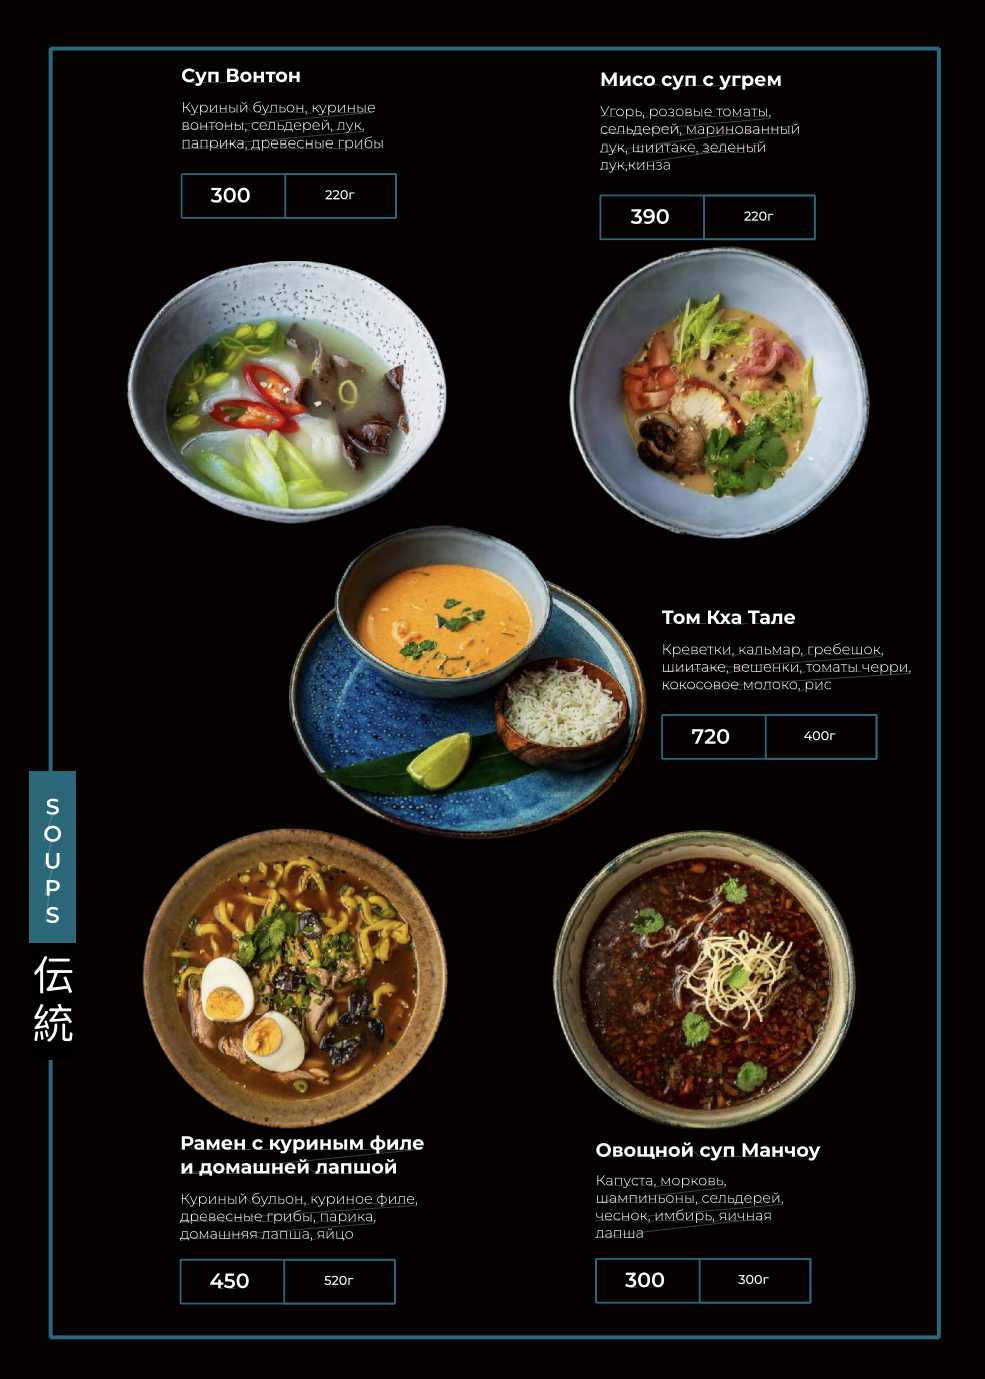 Суп Вонтон
Куриный бульон, куриные
вонтоны, сельдерей, лук,
паприка, древесные грибы
300
220г
Мисо суп с угрем
Угорь, розовые томаты,
сельдерей, маринованный
лук, шиитаке, зеленый
лук,кинза
390
220г
Том Кха Тале
Креветки, кальмар, гребешок,
шиитаке, вешенки, томаты черри,
кокосовое молоко, рис
720
400г
SOUPS
伝統
Рамен с куриным филе
и домашней лапшой
Куриный бульон, куриное филе,
древесные грибы, парика,
домашняя лапша, яйцо
450
520г
Овощной суп Манчоу
Капуста, морковь,
шампинъоны, сельдерей,
чеснок, имбирь, яичная
лапша
300
300г